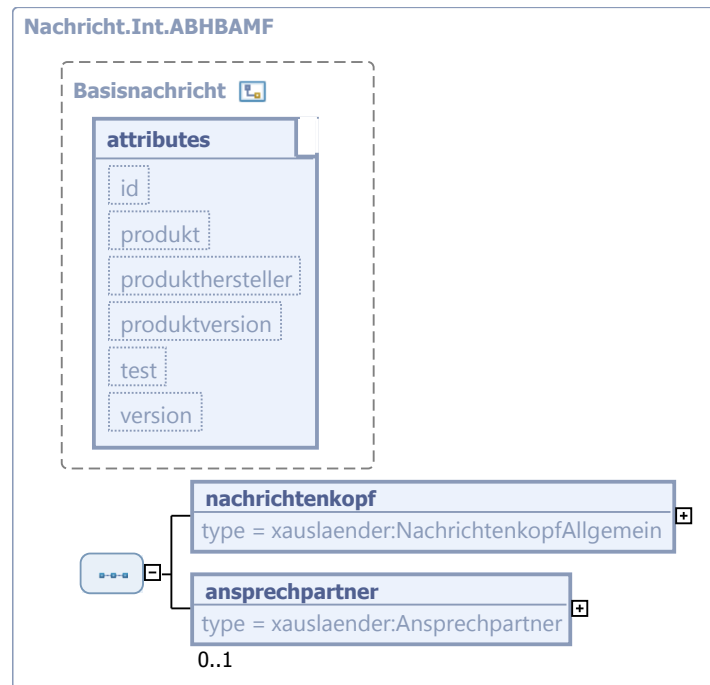 Nachricht.Int.ABHBAMF
Basisnachricht
attributes
id
produkt
produkthersteller
produktversion
test
version
nachrichtenkopf
type = xauslaender:NachrichtenkopfAllgemein
ansprechpartner
type = xauslaender:Ansprechpartner
0..1